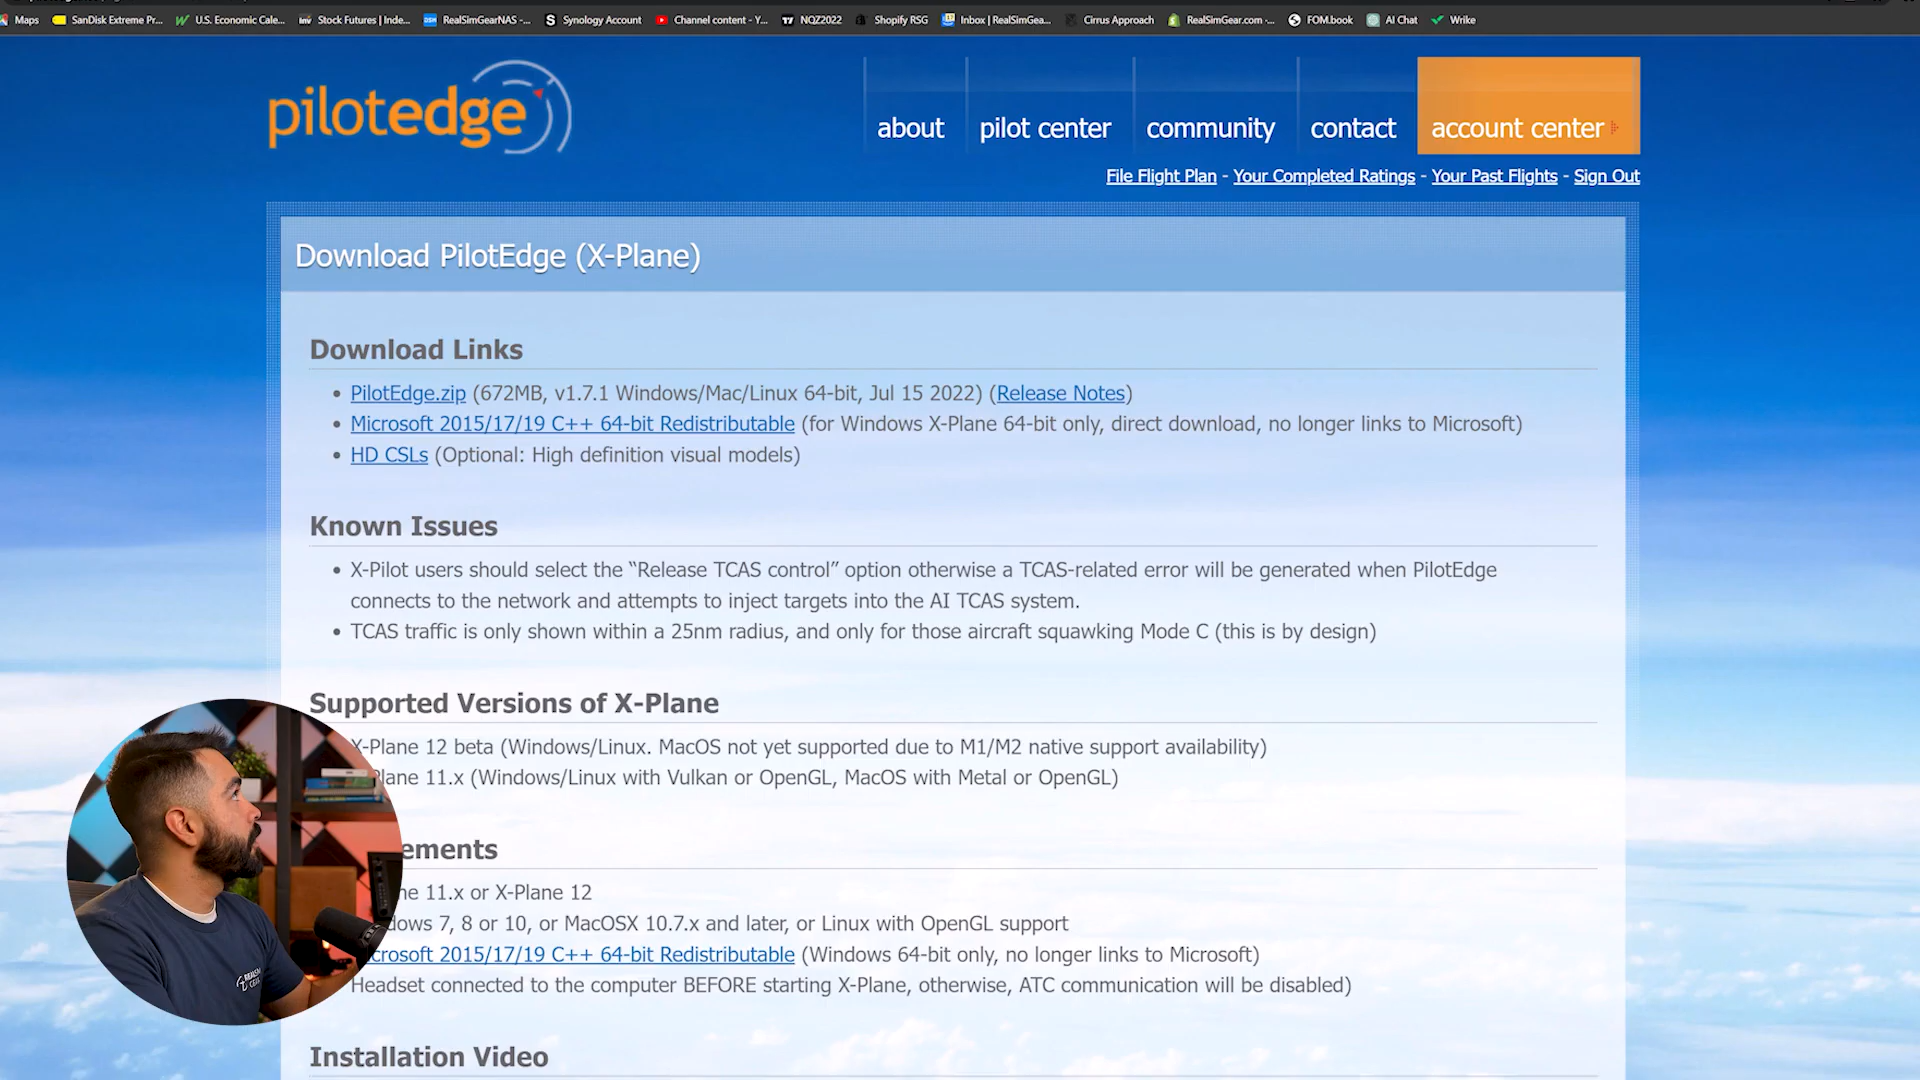 Maps SanDisk Extreme Pr... U.S. Economic Cale... Stock Futures | Inde... RealSimGearNAS -... Synology Account Channel content - Y... NQZ2022 Shopify RSG Inbox | RealSimGea... Cirrus Approach RealSimGear.com -... FOM.book AI Chat Wrike
pilotedge
about pilot center community contact account center
File Flight Plan - Your Completed Ratings - Your Past Flights - Sign Out
Download PilotEdge (X-Plane)
Download Links
PilotEdge.zip (672MB, v1.7.1 Windows/Mac/Linux 64-bit, Jul 15 2022) (Release Notes)
Microsoft 2015/17/19 C++ 64-bit Redistributable (for Windows X-Plane 64-bit only, direct download, no longer links to Microsoft)
HD CSLs (Optional: High definition visual models)
Known Issues
X-Pilot users should select the “Release TCAS control” option otherwise a TCAS-related error will be generated when PilotEdge
connects to the network and attempts to inject targets into the AI TCAS system.
TCAS traffic is only shown within a 25nm radius, and only for those aircraft squawking Mode C (this is by design)
Supported Versions of X-Plane
X-Plane 12 beta (Windows/Linux. MacOS not yet supported due to M1/M2 native support availability)
Plane 11.x (Windows/Linux with Vulkan or OpenGL, MacOS with Metal or OpenGL)
ements
ne 11.x or X-Plane 12
dows 7, 8 or 10, or MacOSX 10.7.x and later, or Linux with OpenGL support
crosoft 2015/17/19 C++ 64-bit Redistributable (Windows 64-bit only, no longer links to Microsoft)
Headset connected to the computer BEFORE starting X-Plane, otherwise, ATC communication will be disabled)
Installation Video